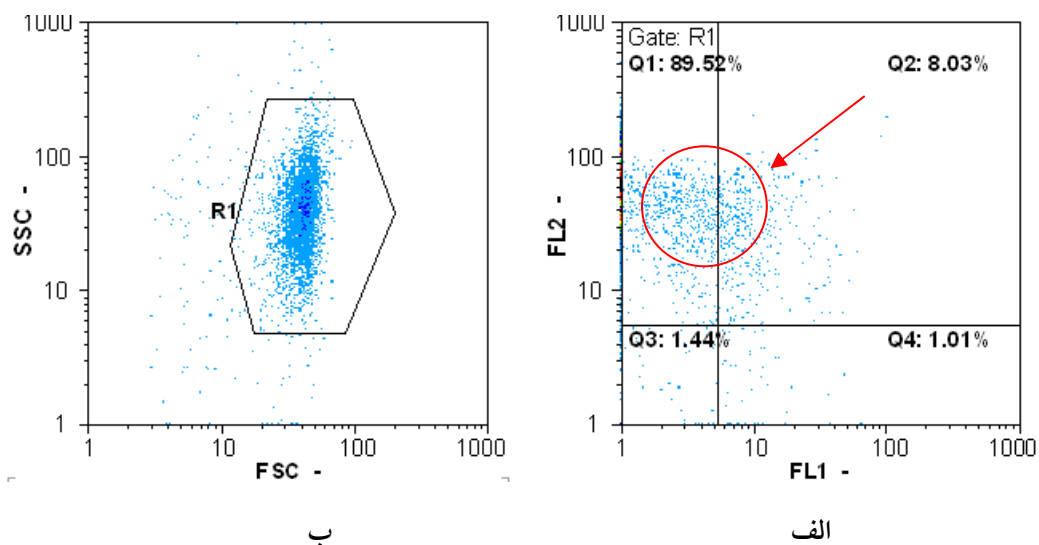 1000
100
10
1
SSC -
R1
1
10
100
1000
FSC -
ب
1000
100
10
1
FL2 -
Gate: R1
Q1: 89.52%
Q2: 8.03%
Q3: 1.44%
Q4: 1.01%
1
10
100
1000
FL1 -
الف